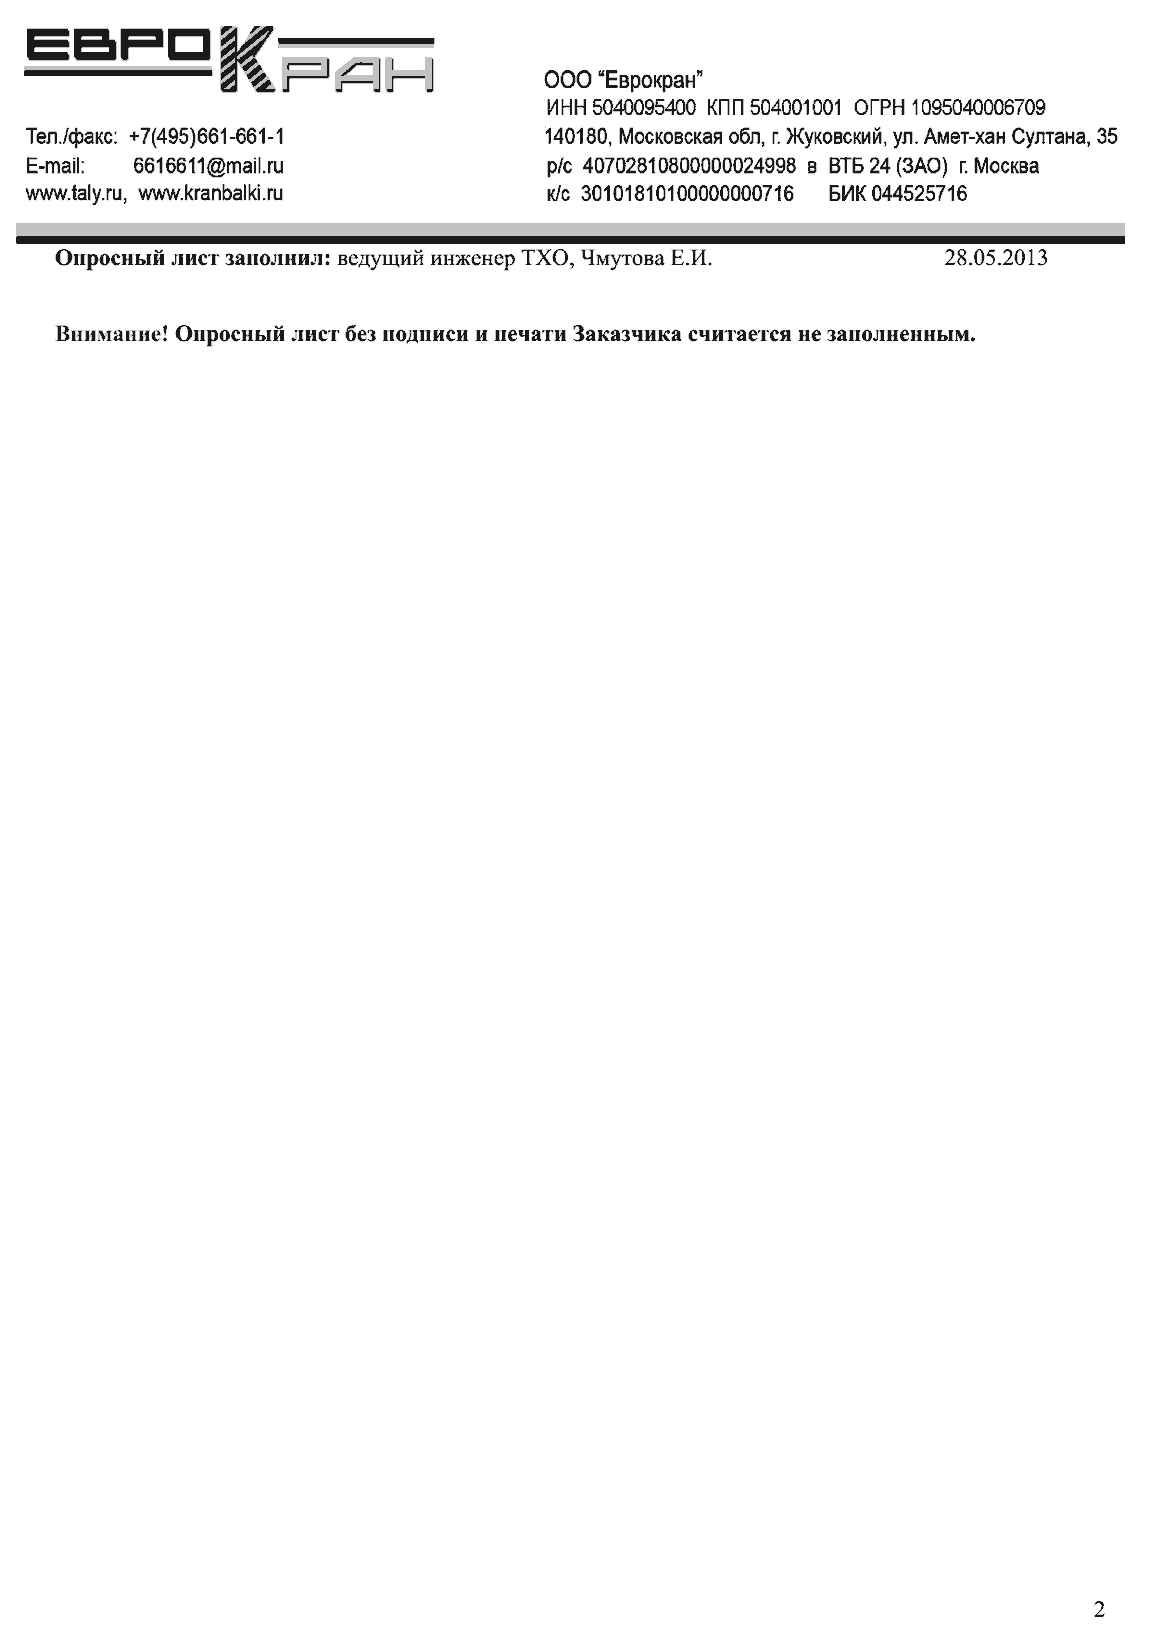 ЕВРО КРАН
ООО “Еврокран”
ИНН 5040095400 КПП 504001001 ОГРН 1095040006709
Тел./факс: +7(495)661-661-1
140180, Московская обл, г. Жуковский, ул. Амет-хан Султана, 35
E-mail: 6616611@mail.ru
р/с 40702810800000024998 в ВТБ 24 (ЗАО) г. Москва
www.taly.ru, www.kranbalki.ru
к/с 30101810100000000716 БИК 044525716
Опросный лист заполнил: ведущий инженер ТХО, Чмутова Е.И. 28.05.2013
Внимание! Опросный лист без подписи и печати Заказчика считается не заполненным.
2